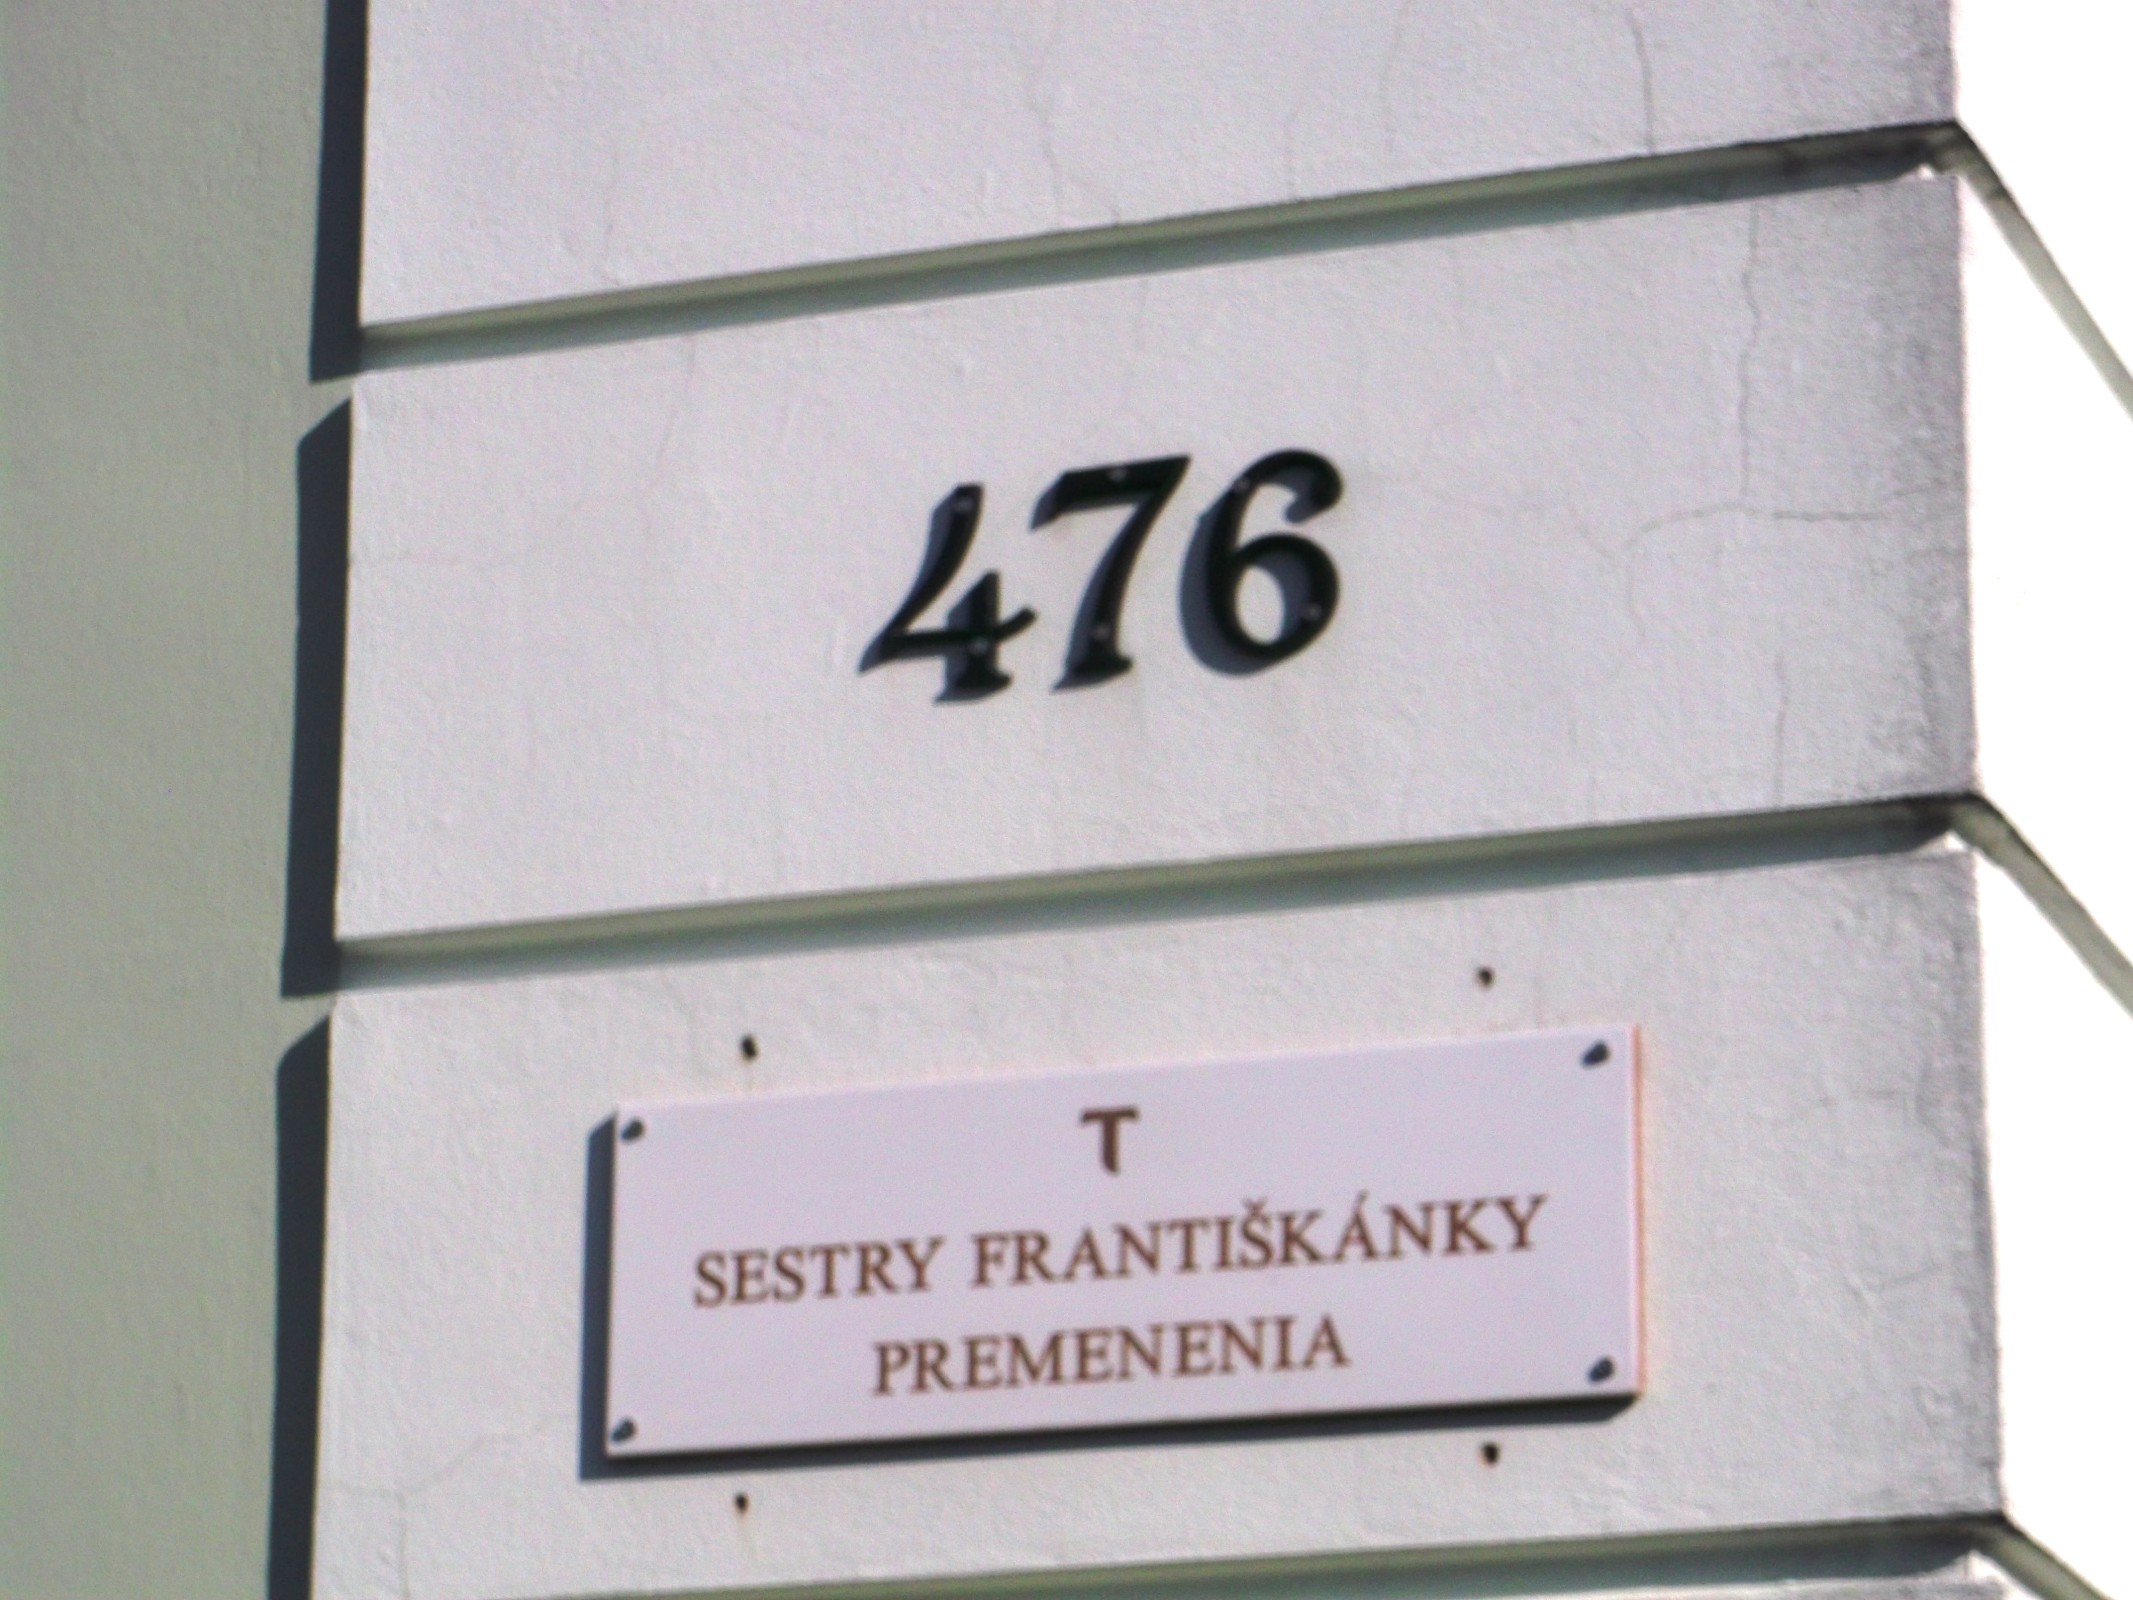 476
T
SESTRY FRANTIŠKÁNKY
PREMENENIA